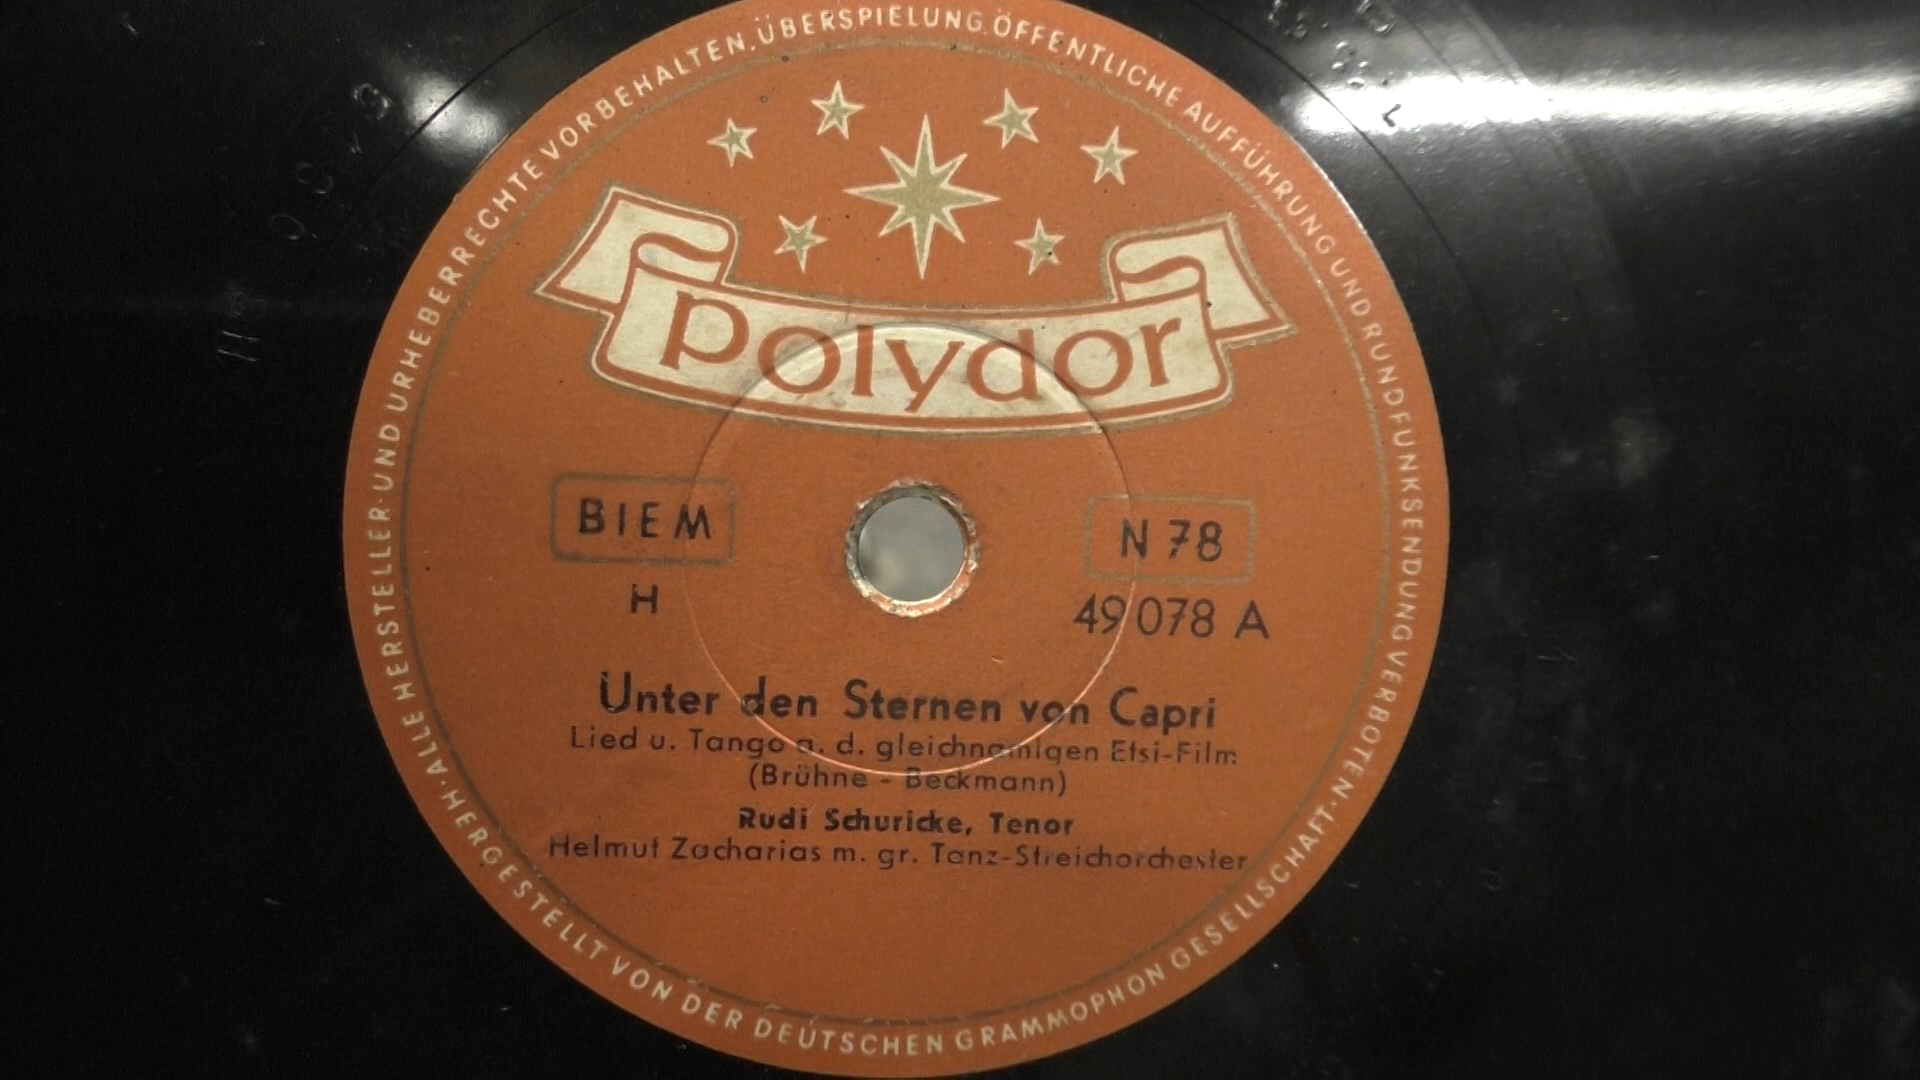 ALLE HERSTELLER- UND URHEBERRECHTE VORBEHALTEN. ÜBERSPIELUNG. ÖFFENTLICHE AUFFÜHRUNG UND RUNDFUNKSENDUNG VERBOTEN.
polydor
BIEM
N 78
H
49 078 A
Unter den Sternen von Capri
Lied u. Tango a. d. gleichnamigen Efsi-Film
(Brühne - Beckmann)
Rudi Schuricke, Tenor
Helmut Zacharias m. gr. Tanz-Streichorchester
HERGESTELLT VON DER DEUTSCHEN GRAMMOPHON GESELLSCHAFT